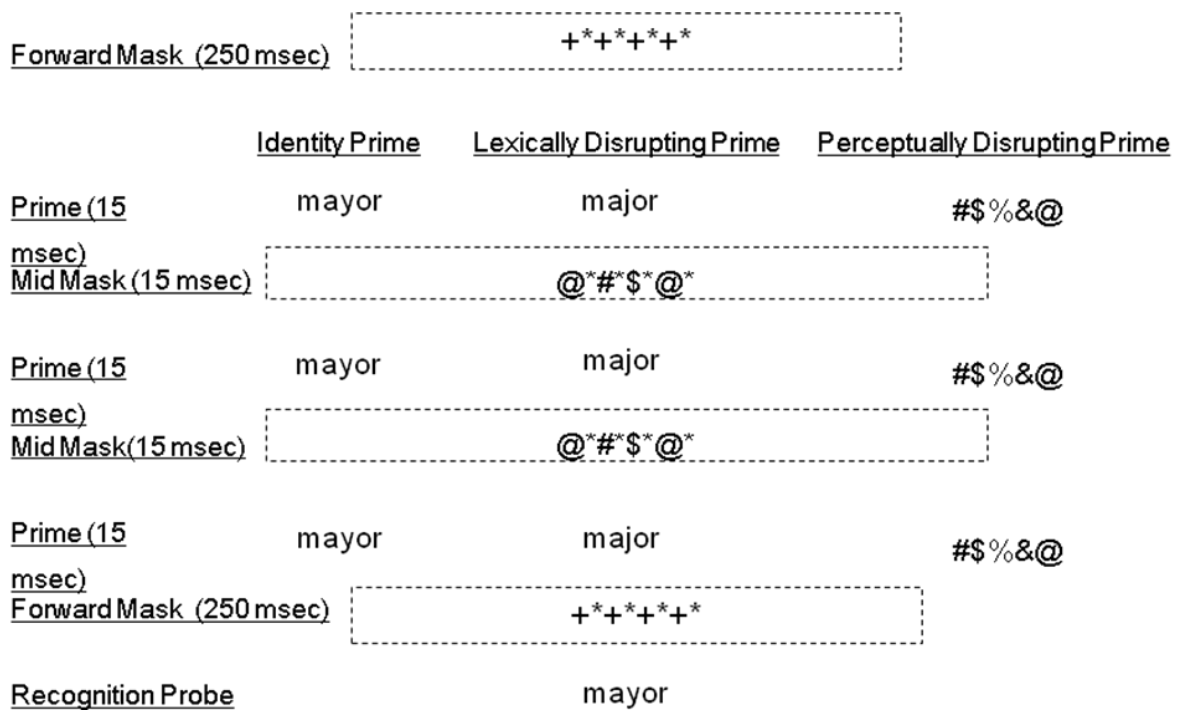 Forward Mask (250 msec) +*+*+*+*
Identity Prime Lexically Disrupting Prime Perceptually Disrupting Prime
Prime (15 mayor major #$%&@
msec)
Mid Mask (15 msec) @*#*$*@*
Prime (15 mayor major #$%&@
msec)
Mid Mask(15 msec) @*#*$*@*
Prime (15 mayor major #$%&@
msec)
Forward Mask (250 msec) +*+*+*+*
Recognition Probe mayor